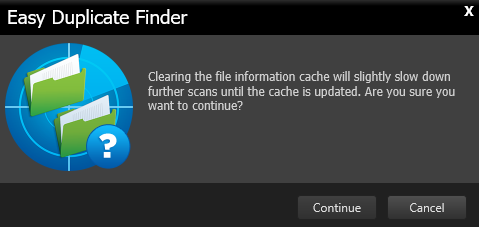 Easy Duplicate Finder
X
Clearing the file information cache will slightly slow down
further scans until the cache is updated. Are you sure you
want to continue?
?
Continue
Cancel